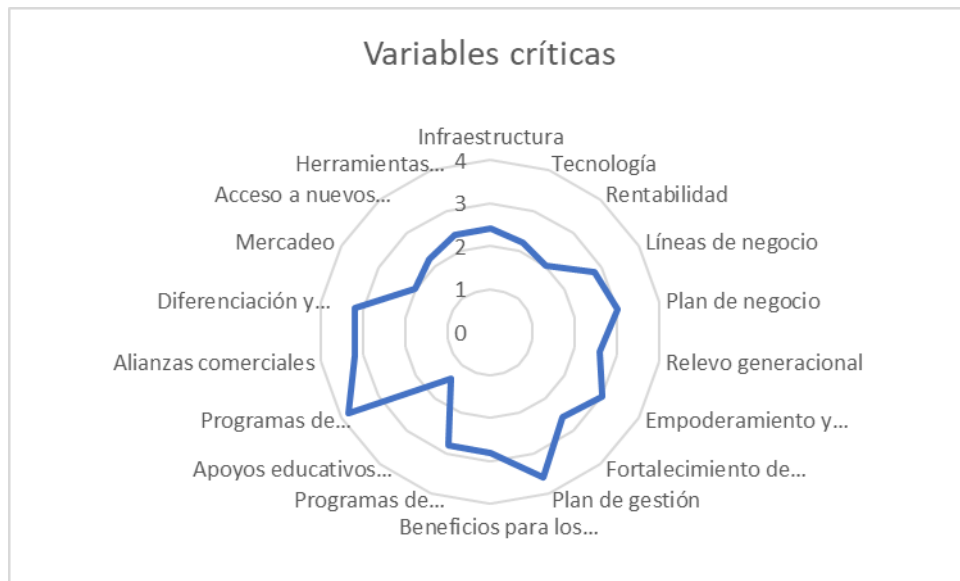 Variables críticas
Infraestructura
Tecnología
Rentabilidad
Líneas de negocio
Plan de negocio
Relevo generacional
Empoderamiento y...
Fortalecimiento de...
Plan de gestión
Beneficios para los...
Programas de...
Apoyos educativos...
Programas de...
Alianzas comerciales
Diferenciación y...
Mercadeo
Acceso a nuevos...
Herramientas...
4
3
2
1
0